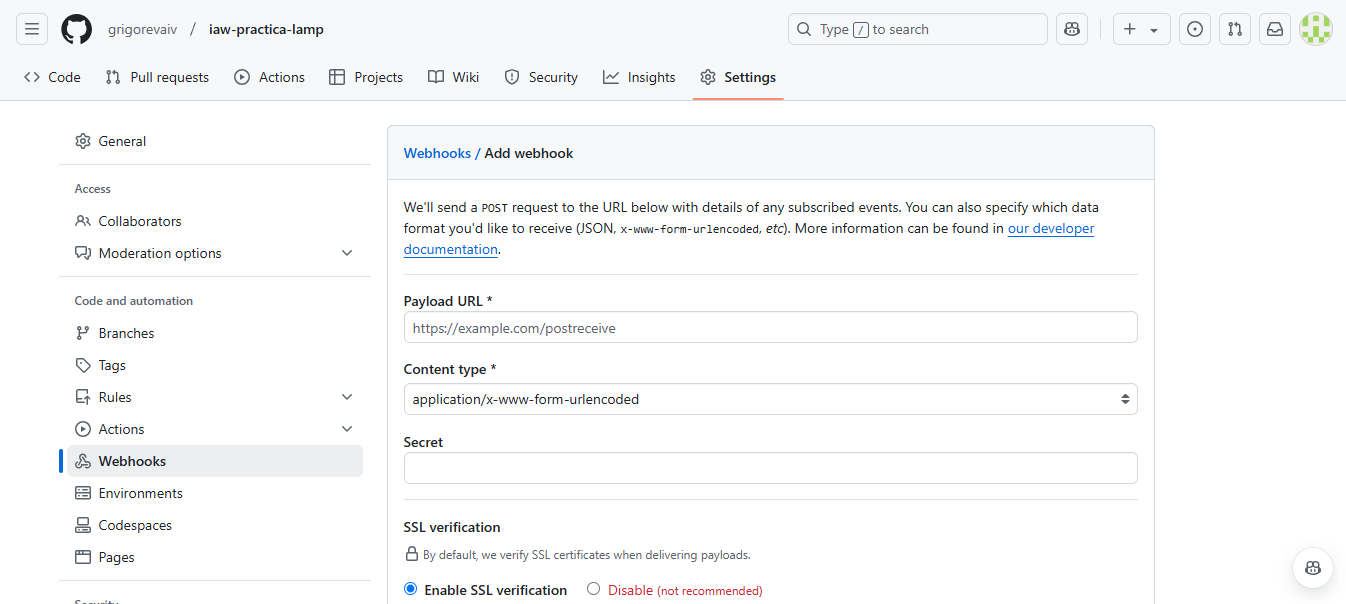 grigorevaiv / iaw-practica-lamp
Type / to search
Code Pull requests Actions Projects Wiki Security Insights Settings
General
Access
Collaborators
Moderation options
Code and automation
Branches
Tags
Rules
Actions
Webhooks
Environments
Codespaces
Pages
Security
Webhooks / Add webhook
We'll send a POST request to the URL below with details of any subscribed events. You can also specify which data
format you'd like to receive (JSON, x-www-form-urlencoded, etc). More information can be found in our developer
documentation.
Payload URL *
https://example.com/postreceive
Content type *
application/x-www-form-urlencoded
Secret
SSL verification
By default, we verify SSL certificates when delivering payloads.
Enable SSL verification Disable (not recommended)